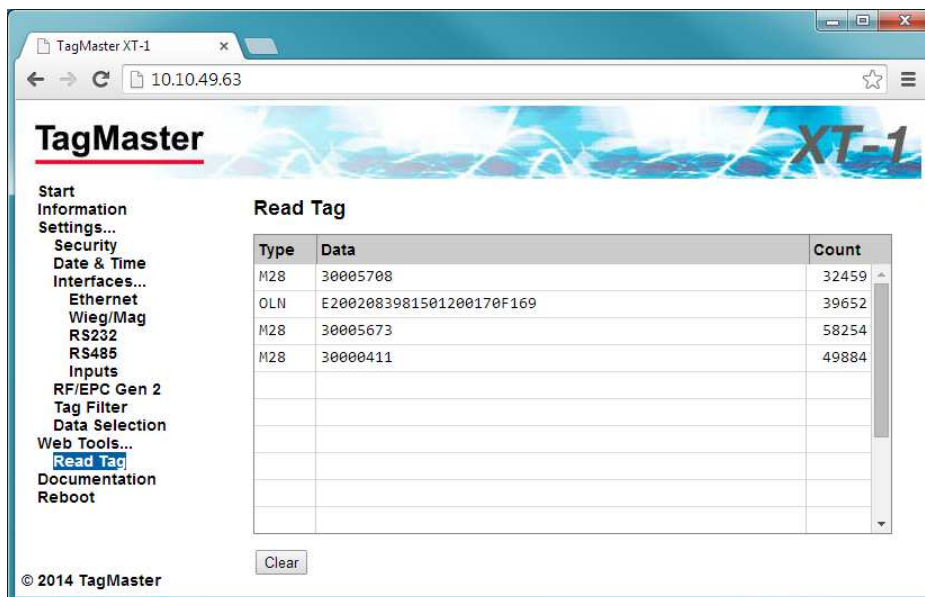 TagMaster XT-1
10.10.49.63
TagMaster
XT-1
Start
Information
Settings...
Security
Date & Time
Interfaces...
Ethernet
Wieg/Mag
RS232
RS485
Inputs
RF/EPC Gen 2
Tag Filter
Data Selection
Web Tools...
Read Tag
Documentation
Reboot
© 2014 TagMaster
Read Tag
Type Data Count
M28 30005708 32459
OLN E2002083981501200170F169 39652
M28 30005673 58254
M28 30000411 49884
Clear